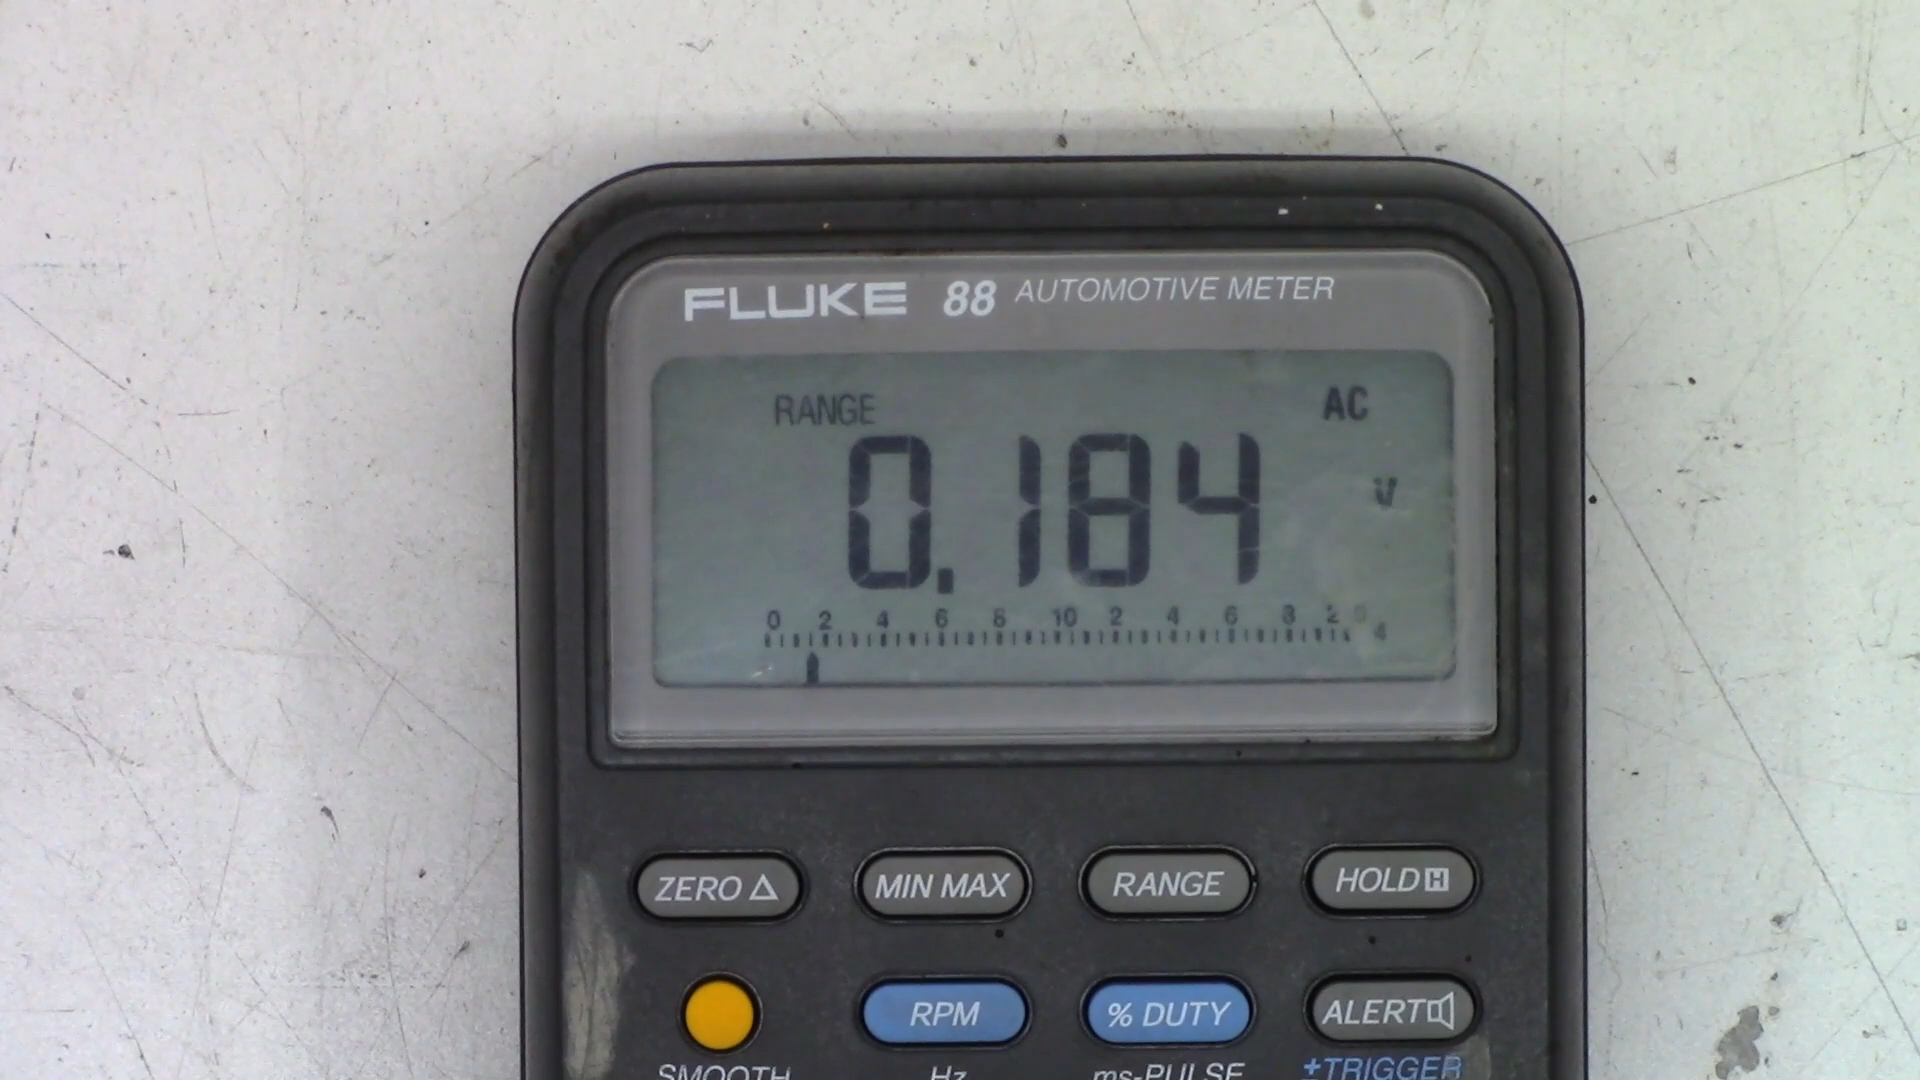 FLUKE 88 AUTOMOTIVE METER
RANGE AC
0.184 V
0 2 4 6 8 10 2 4 6 8 2
4
ZERO △ MIN MAX RANGE HOLD H
RPM % DUTY ALERT
SMOOTH Hz ms-PULSE ±TRIGGER